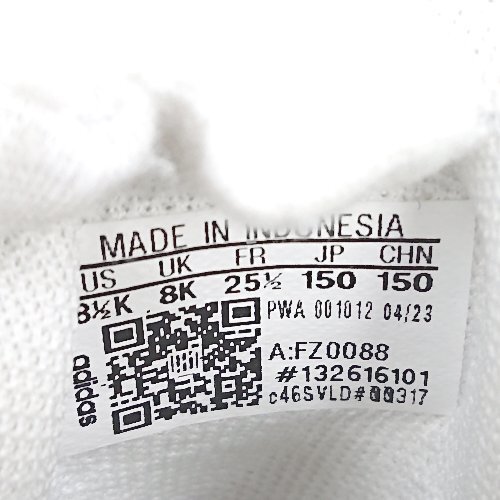 MADE IN INDONESIA
US UK FR JP CHN
8½K 8K 25½ 150 150
PWA 001012 04/23
A:FZ0088
#132616101
c46SVLD#00317
adidas